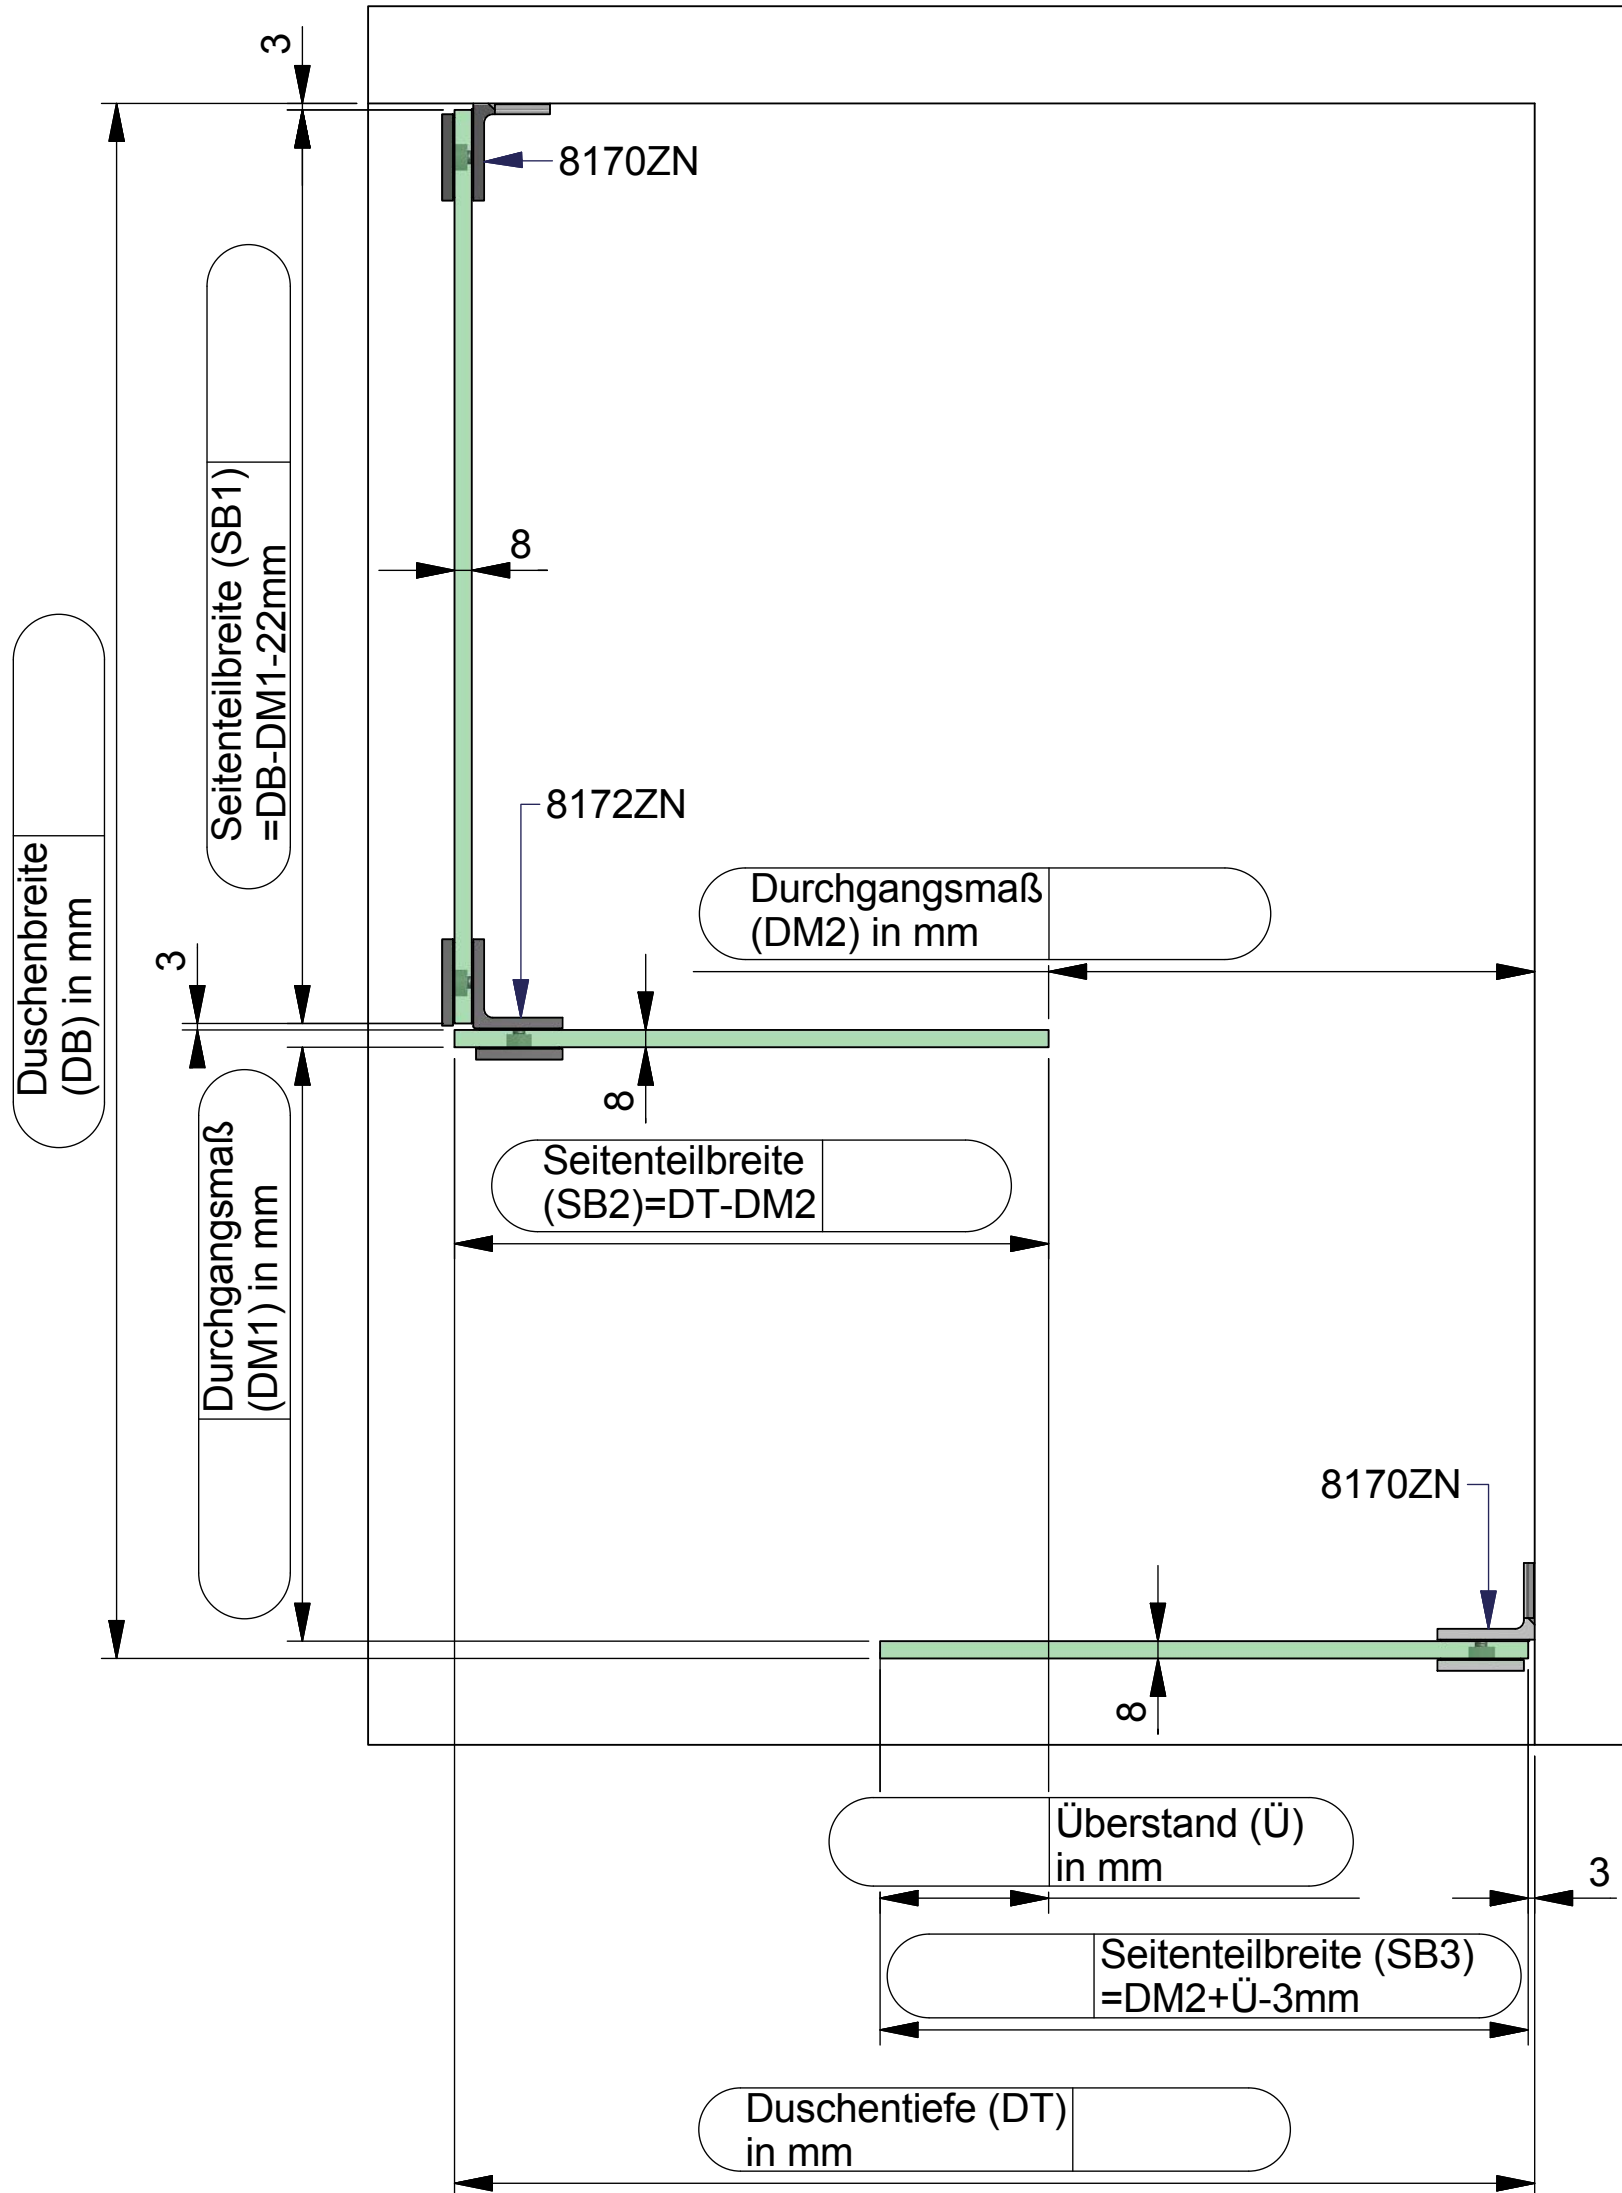 3
8170ZN
Seitenteilbreite (SB1)
=DB-DM1-22mm
8
8172ZN
Duschenbreite
(DB) in mm
Durchgangsmaß
(DM2) in mm
3
8
Seitenteilbreite
(SB2)=DT-DM2
Durchgangsmaß
(DM1) in mm
8170ZN
8
Überstand (Ü)
in mm
3
Seitenteilbreite (SB3)
=DM2+Ü-3mm
Duschentiefe (DT)
in mm